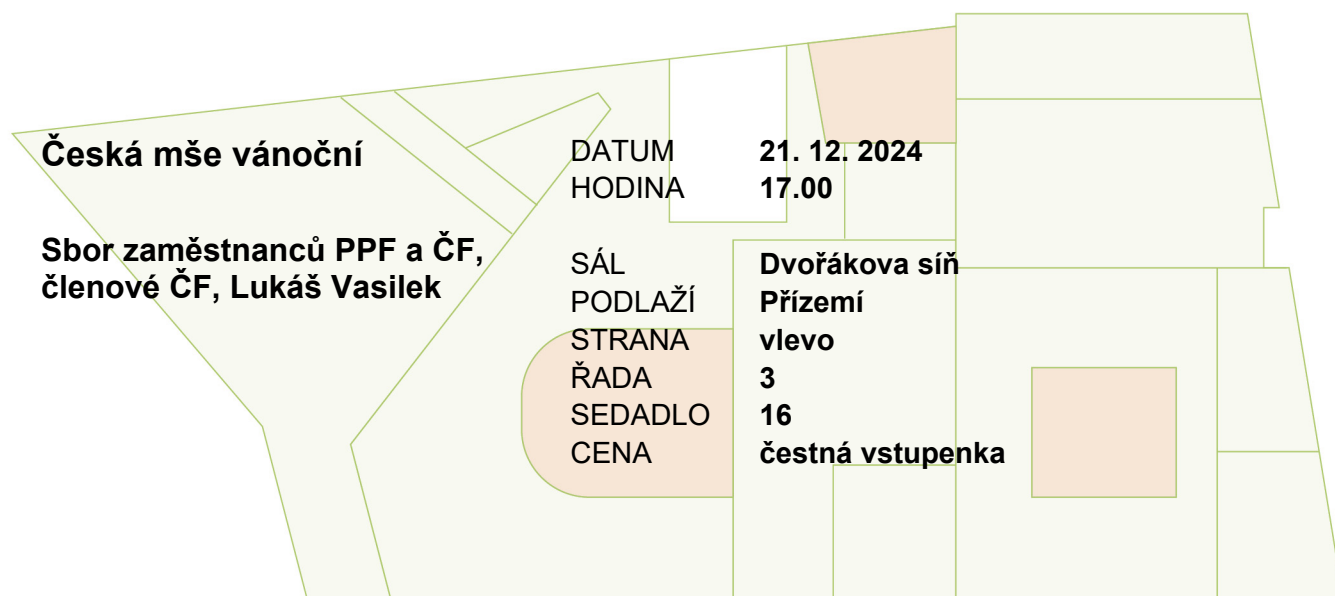 Česká mše vánoční
Sbor zaměstnanců PPF a ČF,
členové ČF, Lukáš Vasilek
DATUM 21. 12. 2024
HODINA 17.00
SÁL Dvořákova síň
PODLAŽÍ Přízemí
STRANA vlevo
ŘADA 3
SEDADLO 16
CENA čestná vstupenka